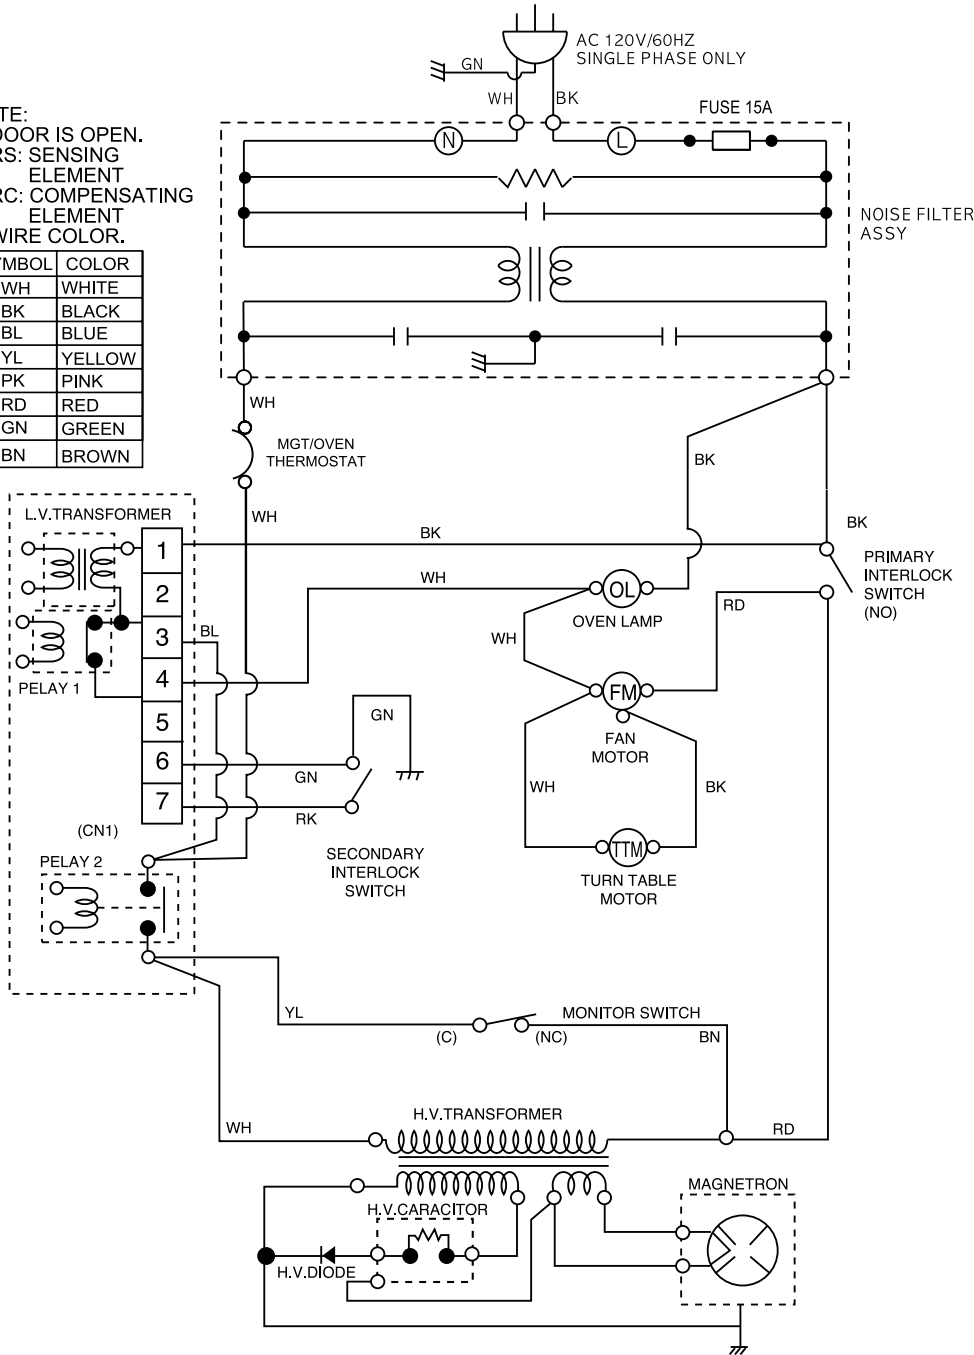 AC 120V/60HZ
SINGLE PHASE ONLY
GN
WH
BK
FUSE 15A
N
L
NOISE FILTER
ASSY
TE:
DOOR IS OPEN.
RS: SENSING
ELEMENT
RC: COMPENSATING
ELEMENT
WIRE COLOR.
YMBOL COLOR
WH WHITE
BK BLACK
BL BLUE
YL YELLOW
PK PINK
RD RED
GN GREEN
BN BROWN
WH
MGT/OVEN
THERMOSTAT
WH
BK
BK
BK
L.V.TRANSFORMER
1
2
3
4
5
6
7
(CN1)
PELAY 1
BL
WH
OL
OVEN LAMP
RD
PRIMARY
INTERLOCK
SWITCH
(NO)
WH
FM
FAN
MOTOR
GN
GN
RK
SECONDARY
INTERLOCK
SWITCH
WH
BK
TTM
TURN TABLE
MOTOR
PELAY 2
YL
(C)
(NC)
MONITOR SWITCH
BN
WH
H.V.TRANSFORMER
RD
H.V.CARACITOR
H.V.DIODE
MAGNETRON